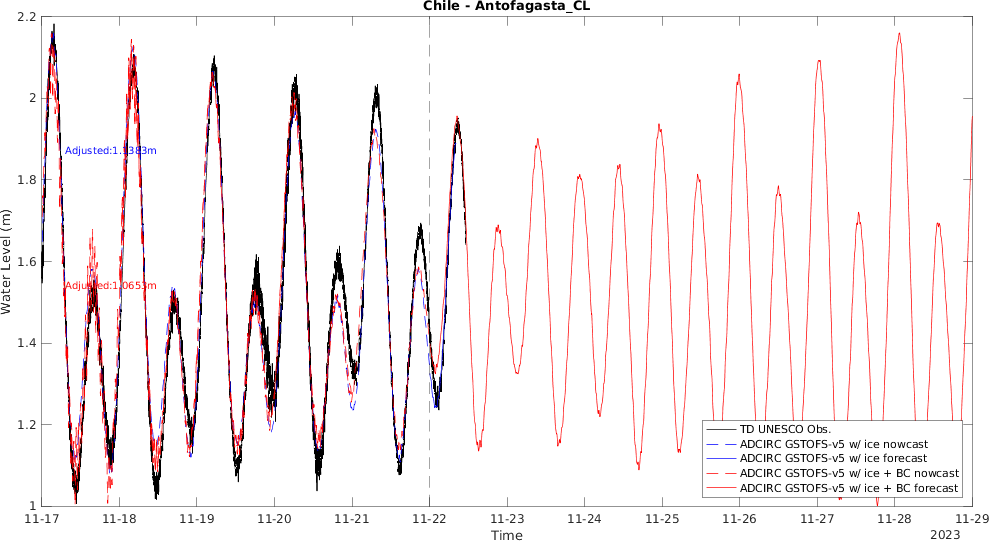 Chile - Antofagasta_CL
2.2
2
1.8
1.6
1.4
1.2
1
Water Level (m)
Adjusted:1.1383m
Adjusted:1.0653m
TD UNESCO Obs.
ADCIRC GSTOFS-v5 w/ ice nowcast
ADCIRC GSTOFS-v5 w/ ice forecast
ADCIRC GSTOFS-v5 w/ ice + BC nowcast
ADCIRC GSTOFS-v5 w/ ice + BC forecast
11-17 11-18 11-19 11-20 11-21 11-22 11-23 11-24 11-25 11-26 11-27 11-28 11-29
Time
2023